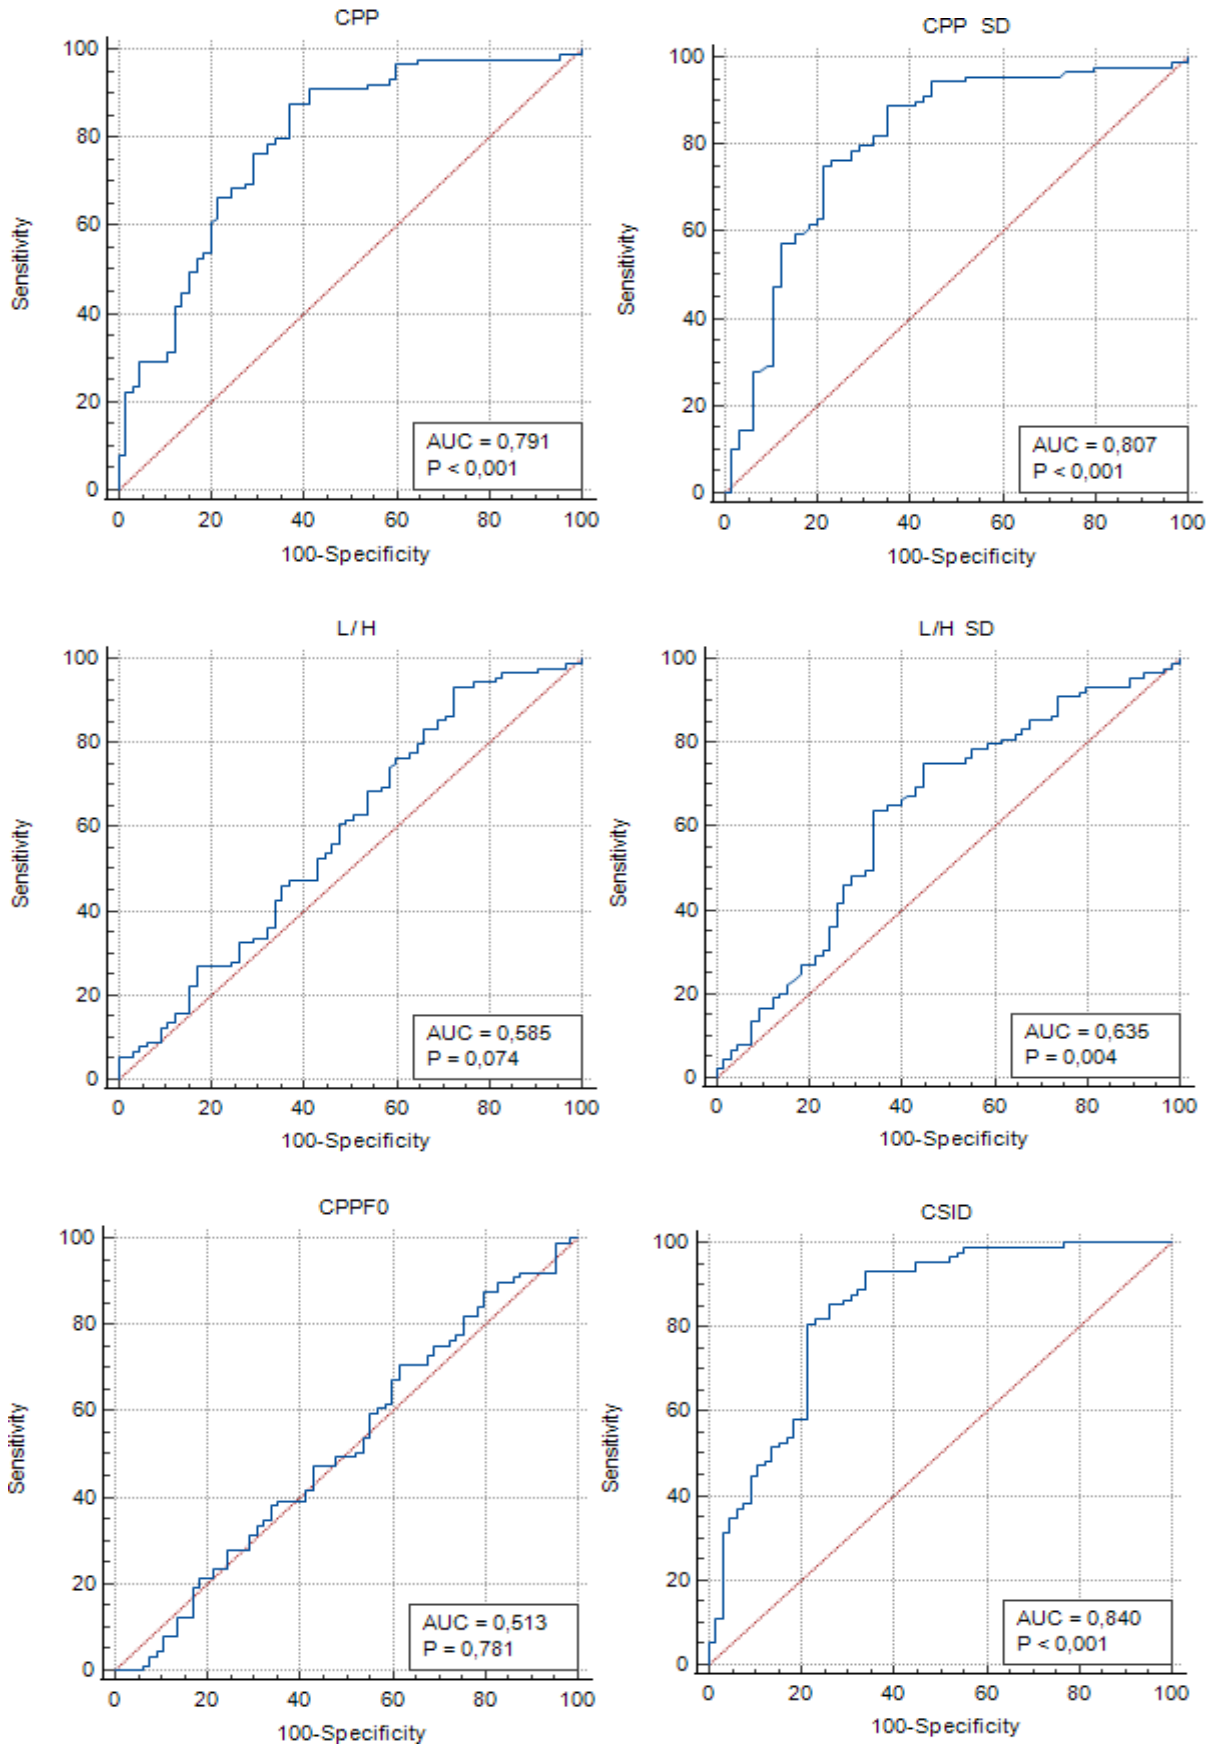 CPP
100
80
60
40
20
0
Sensitivity
AUC = 0,791
P < 0,001
0 20 40 60 80 100
100-Specificity
CPP SD
100
80
60
40
20
0
Sensitivity
AUC = 0,807
P < 0,001
0 20 40 60 80 100
100-Specificity
L/H
100
80
60
40
20
0
Sensitivity
AUC = 0,585
P = 0,074
0 20 40 60 80 100
100-Specificity
L/H SD
100
80
60
40
20
0
Sensitivity
AUC = 0,635
P = 0,004
0 20 40 60 80 100
100-Specificity
CPPF0
100
80
60
40
20
0
Sensitivity
AUC = 0,513
P = 0,781
0 20 40 60 80 100
100-Specificity
CSID
100
80
60
40
20
0
Sensitivity
AUC = 0,840
P < 0,001
0 20 40 60 80 100
100-Specificity